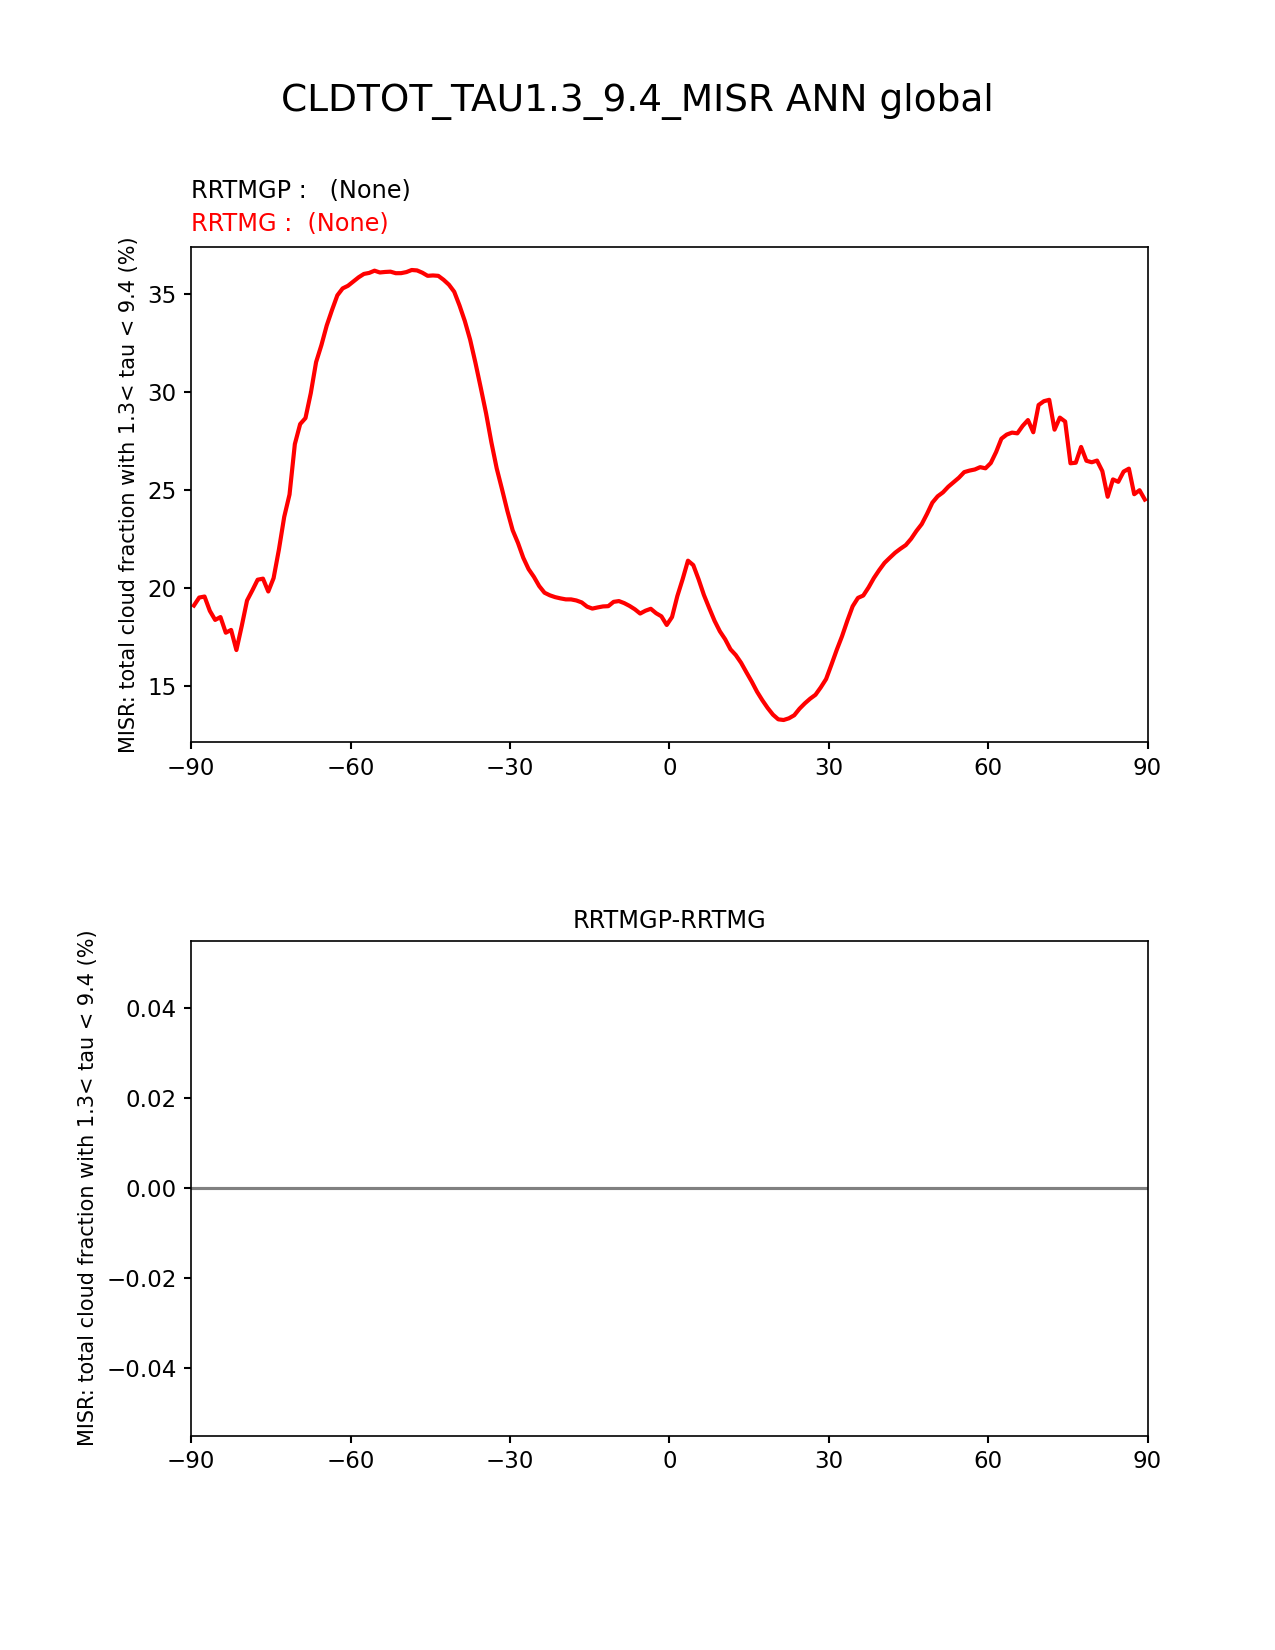 CLDTOT_TAU1.3_9.4_MISR ANN global
RRTMGP :   (None)
RRTMG :  (None)
MISR: total cloud fraction with 1.3< tau < 9.4 (%)
35
30
25
20
15
−90 −60 −30 0 30 60 90
RRTMGP-RRTMG
MISR: total cloud fraction with 1.3< tau < 9.4 (%)
0.04
0.02
0.00
−0.02
−0.04
−90 −60 −30 0 30 60 90